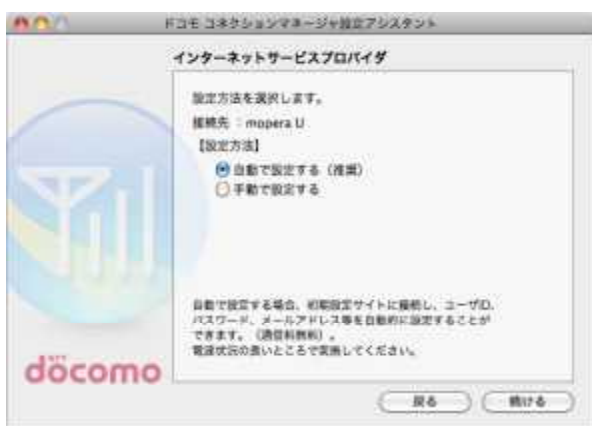 ドコモ コネクションマネージャ設定アシスタント
インターネットサービスプロバイダ
設定方法を選択します。
接続先 : mopera U
【設定方法】
自動で設定する（推奨）
手動で設定する
自動で設定する場合、初期設定サイトに接続し、ユーザID、
パスワード、メールアドレス等を自動的に設定することが
できます。（通信料無料）。
電波状況の良いところで実施してください。
döcomo
戻る
続ける